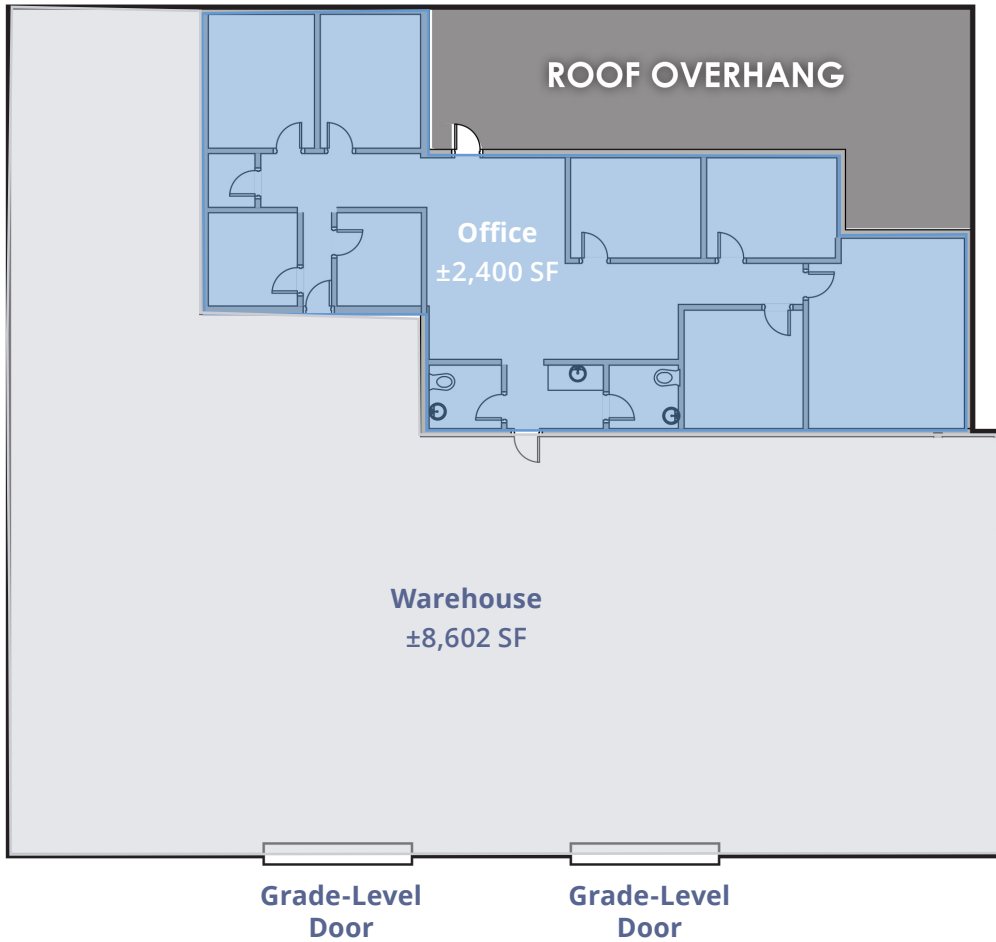 ROOF OVERHANG
Office
±2,400 SF
Warehouse
±8,602 SF
Grade-Level
Door
Grade-Level
Door